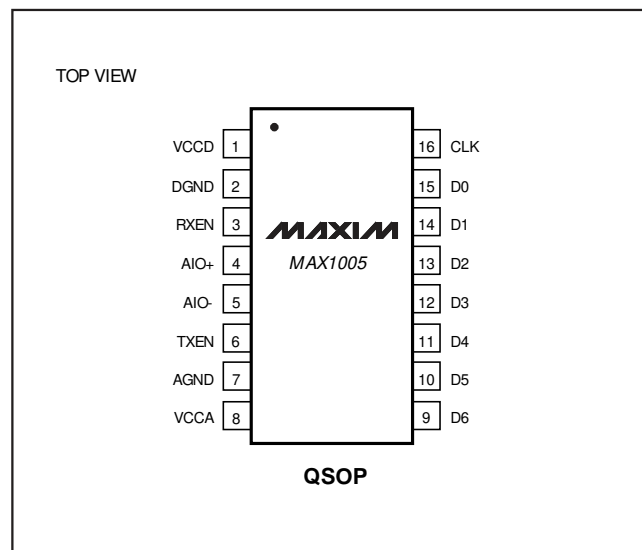 TOP VIEW
VCCD 1 16 CLK
DGND 2 15 D0
RXEN 3 14 D1
MAXIM
AIO+ 4 MAX1005 13 D2
AIO- 5 12 D3
TXEN 6 11 D4
AGND 7 10 D5
VCCA 8 9 D6
QSOP